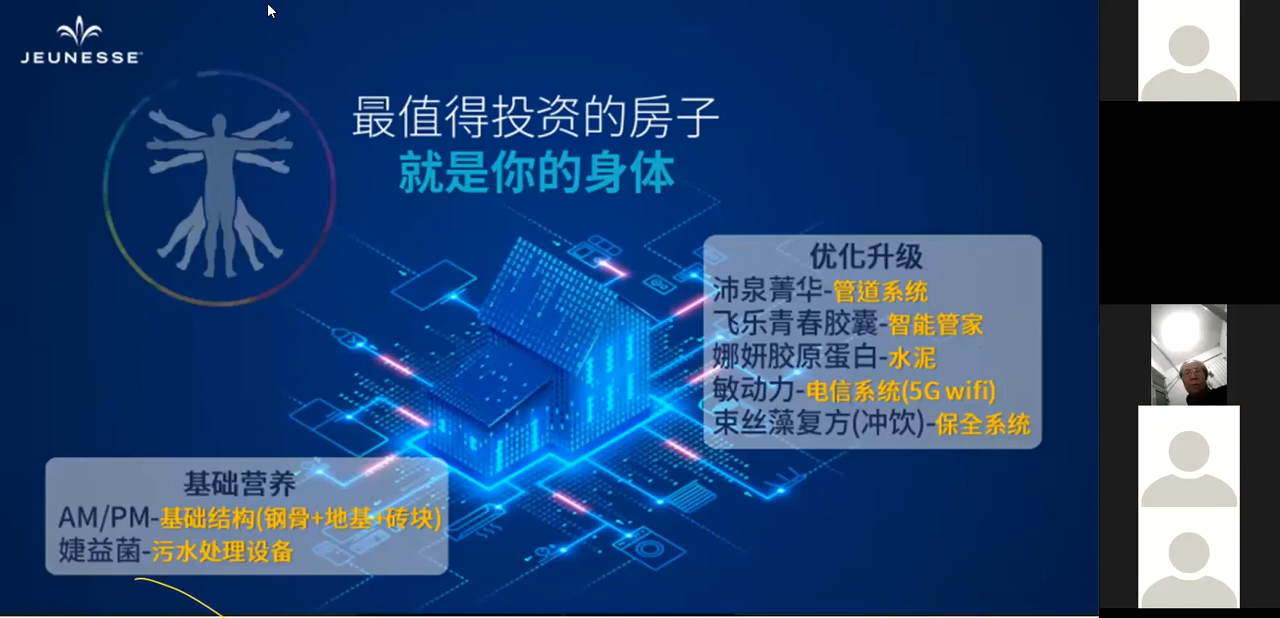 JEUNESSE
最值得投资的房子
就是你的身体
优化升级
沛泉菁华-管道系统
飞乐青春胶囊-智能管家
娜妍胶原蛋白-水泥
敏动力-电信系统(5G wifi)
束丝藻复方(冲饮)-保全系统
基础营养
AM/PM-基础结构(钢骨+地基+砖块)
婕益菌-污水处理设备